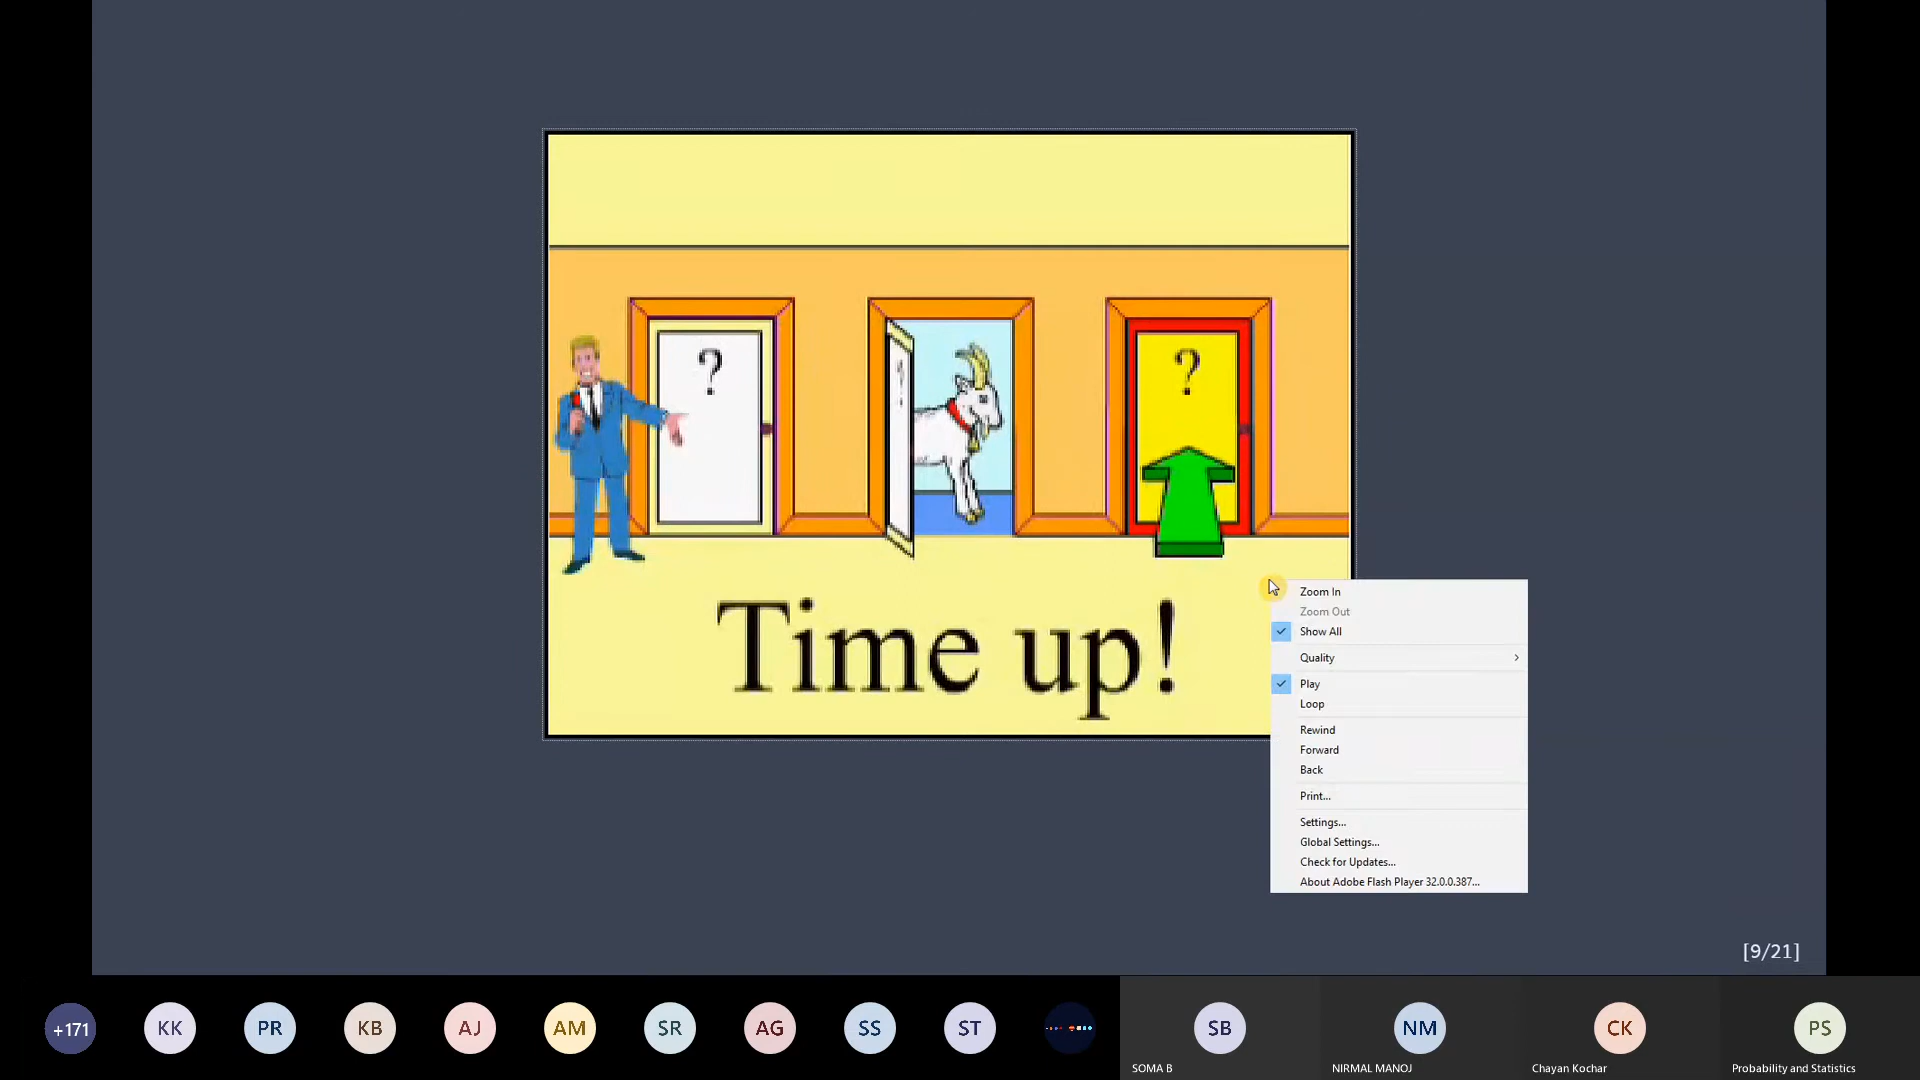 ?
?
Time up!
Zoom In
Zoom Out
Show All
Quality
Play
Loop
Rewind
Forward
Back
Print...
Settings...
Global Settings...
Check for Updates...
About Adobe Flash Player 32.0.0.387...
[9/21]
+171
KK
PR
KB
AJ
AM
SR
AG
SS
ST
SB
NM
CK
PS
SOMA B
NIRMAL MANOJ
Chayan Kochar
Probability and Statistics